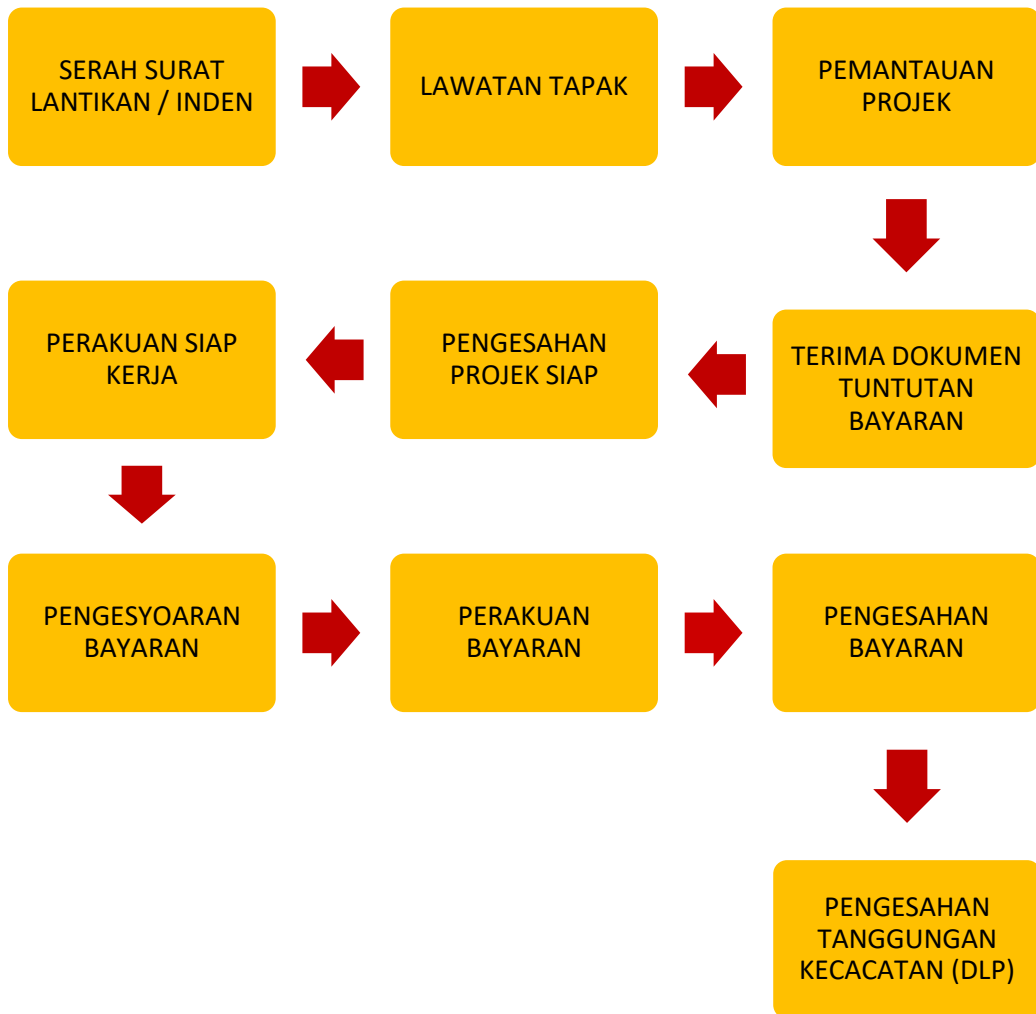 SERAH SURAT
LANTIKAN / INDEN
LAWATAN TAPAK
PEMANTAUAN
PROJEK
TERIMA DOKUMEN
TUNTUTAN
BAYARAN
PENGESAHAN
PROJEK SIAP
PERAKUAN SIAP
KERJA
PENGESYOARAN
BAYARAN
PERAKUAN
BAYARAN
PENGESAHAN
BAYARAN
PENGESAHAN
TANGGUNGAN
KECACATAN (DLP)